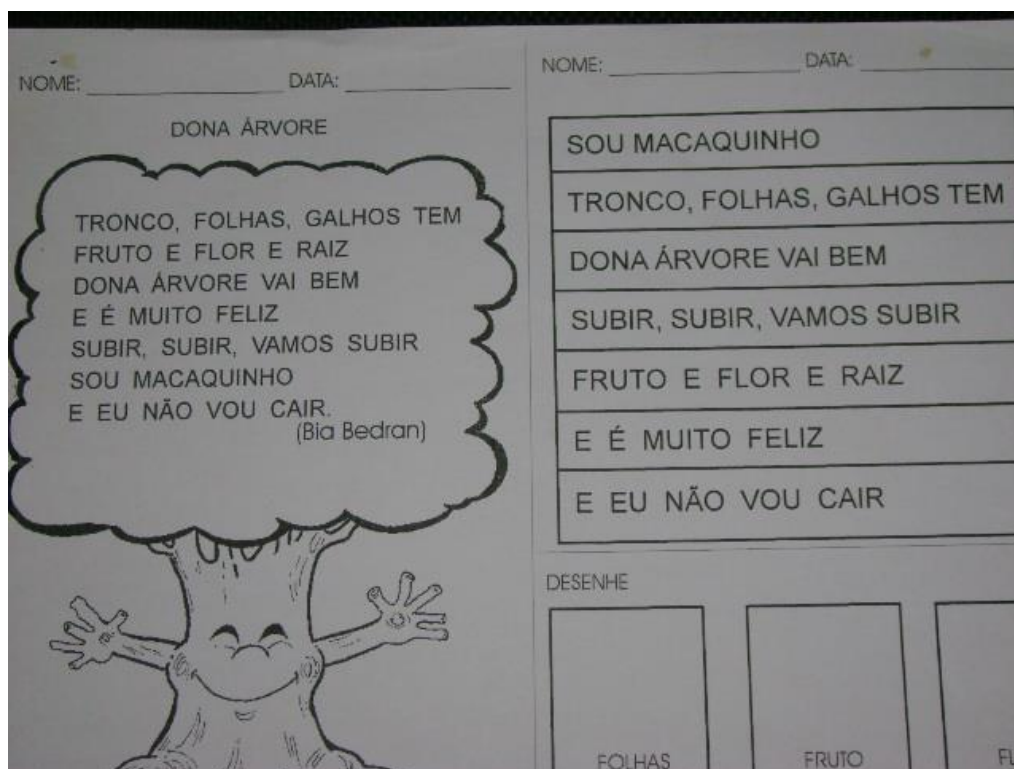 NOME: DATA:
DONA ÁRVORE
TRONCO, FOLHAS, GALHOS TEM
FRUTO E FLOR E RAIZ
DONA ÁRVORE VAI BEM
E É MUITO FELIZ
SUBIR, SUBIR, VAMOS SUBIR
SOU MACAQUINHO
E EU NÃO VOU CAIR.
(Bia Bedran)
NOME: DATA:
SOU MACAQUINHO
TRONCO, FOLHAS, GALHOS TEM
DONA ÁRVORE VAI BEM
SUBIR, SUBIR, VAMOS SUBIR
FRUTO E FLOR E RAIZ
E É MUITO FELIZ
E EU NÃO VOU CAIR
DESENHE
FOLHAS FRUTO